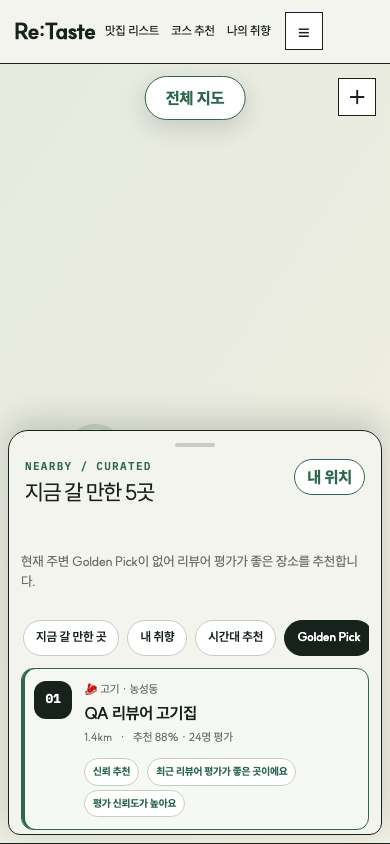 Re:Taste 맛집 리스트 코스 추천 나의 취향 ≡
전체 지도
+
NEARBY / CURATED
지금 갈 만한 5곳
내 위치
현재 주변 Golden Pick이 없어 리뷰어 평가가 좋은 장소를 추천합니
다.
지금 갈 만한 곳 내 취향 시간대 추천 Golden Pick
01
🥩 고기 · 농성동
QA 리뷰어 고기집
1.4km · 추천 88% · 24명 평가
신뢰 추천 최근 리뷰어 평가가 좋은 곳이에요
평가 신뢰도가 높아요